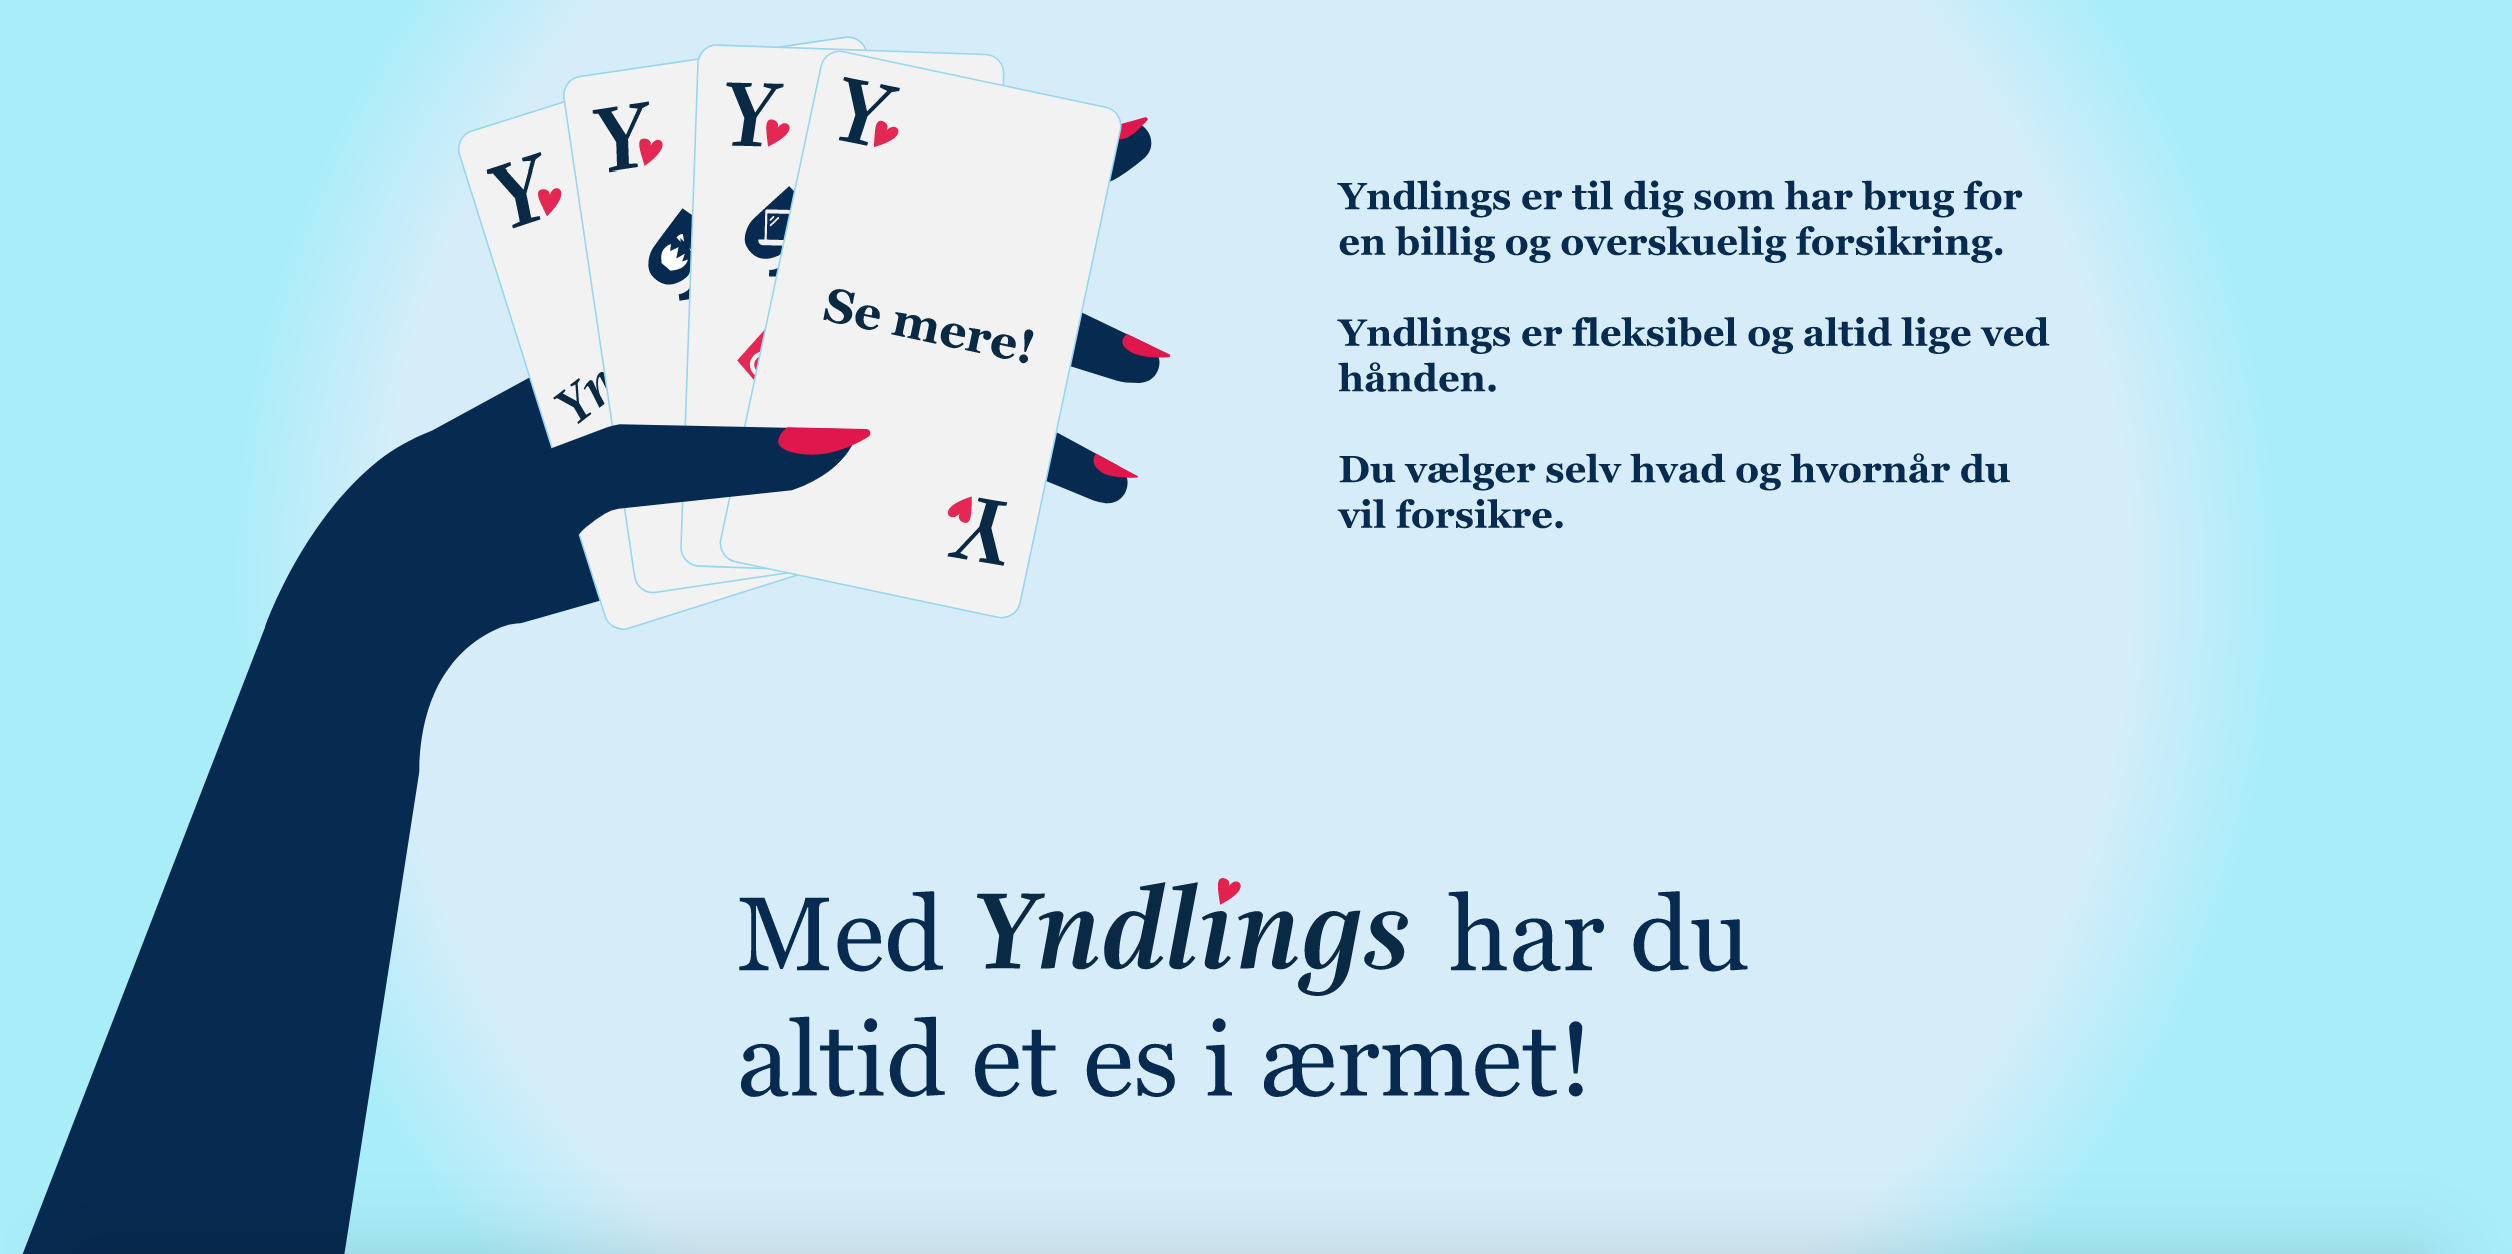 Y
Y
Y
Y
Se mere!
Yn
Y
Yndlings er til dig som har brug for
en billig og overskuelig forsikring.
Yndlings er fleksibel og altid lige ved
hånden.
Du vælger selv hvad og hvornår du
vil forsikre.
Med Yndlings har du
altid et es i ærmet!